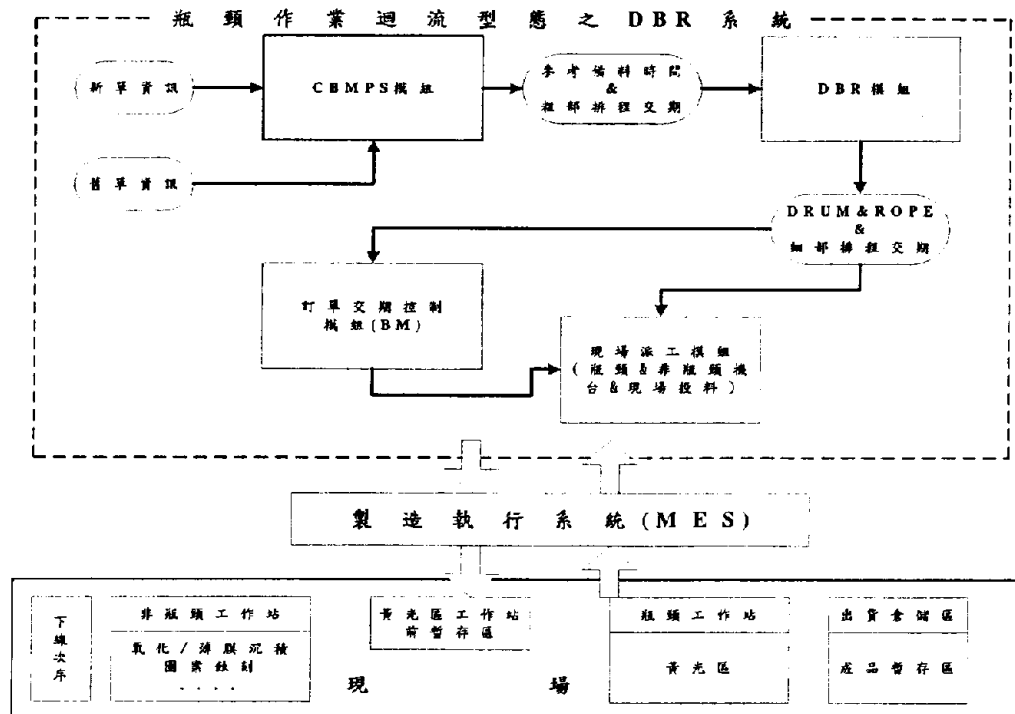 瓶頸作業迴流型態之DBR系統
新單資訊
CBMPS模組
參考備料時間
&
粗部排程交期
DBR模組
舊單資訊
DRUM&ROPE
&
細部排程交期
訂單交期控制
模組(BM)
現場派工模組
(瓶頸&非瓶頸機
台&現場投料)
製造執行系統(MES)
下線次序
非瓶頸工作站
氧化/薄膜沉積
圖案蝕刻
. . . .
黃光區工作站
前暫存區
瓶頸工作站
黃光區
出貨倉儲區
成品暫存區
現場